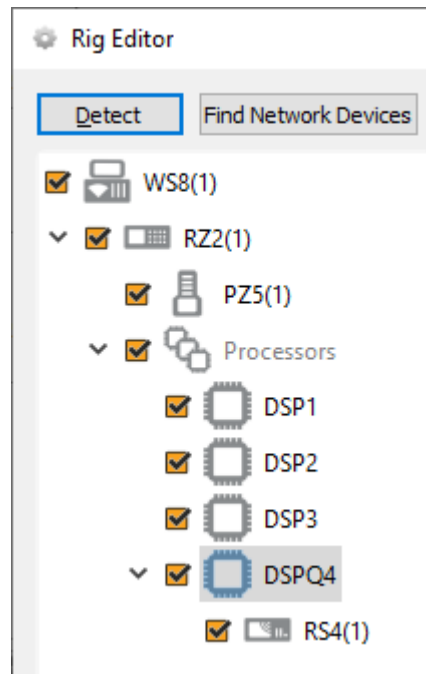 Rig Editor
Detect Find Network Devices
WS8(1)
RZ2(1)
PZ5(1)
Processors
DSP1
DSP2
DSP3
DSPQ4
RS4(1)